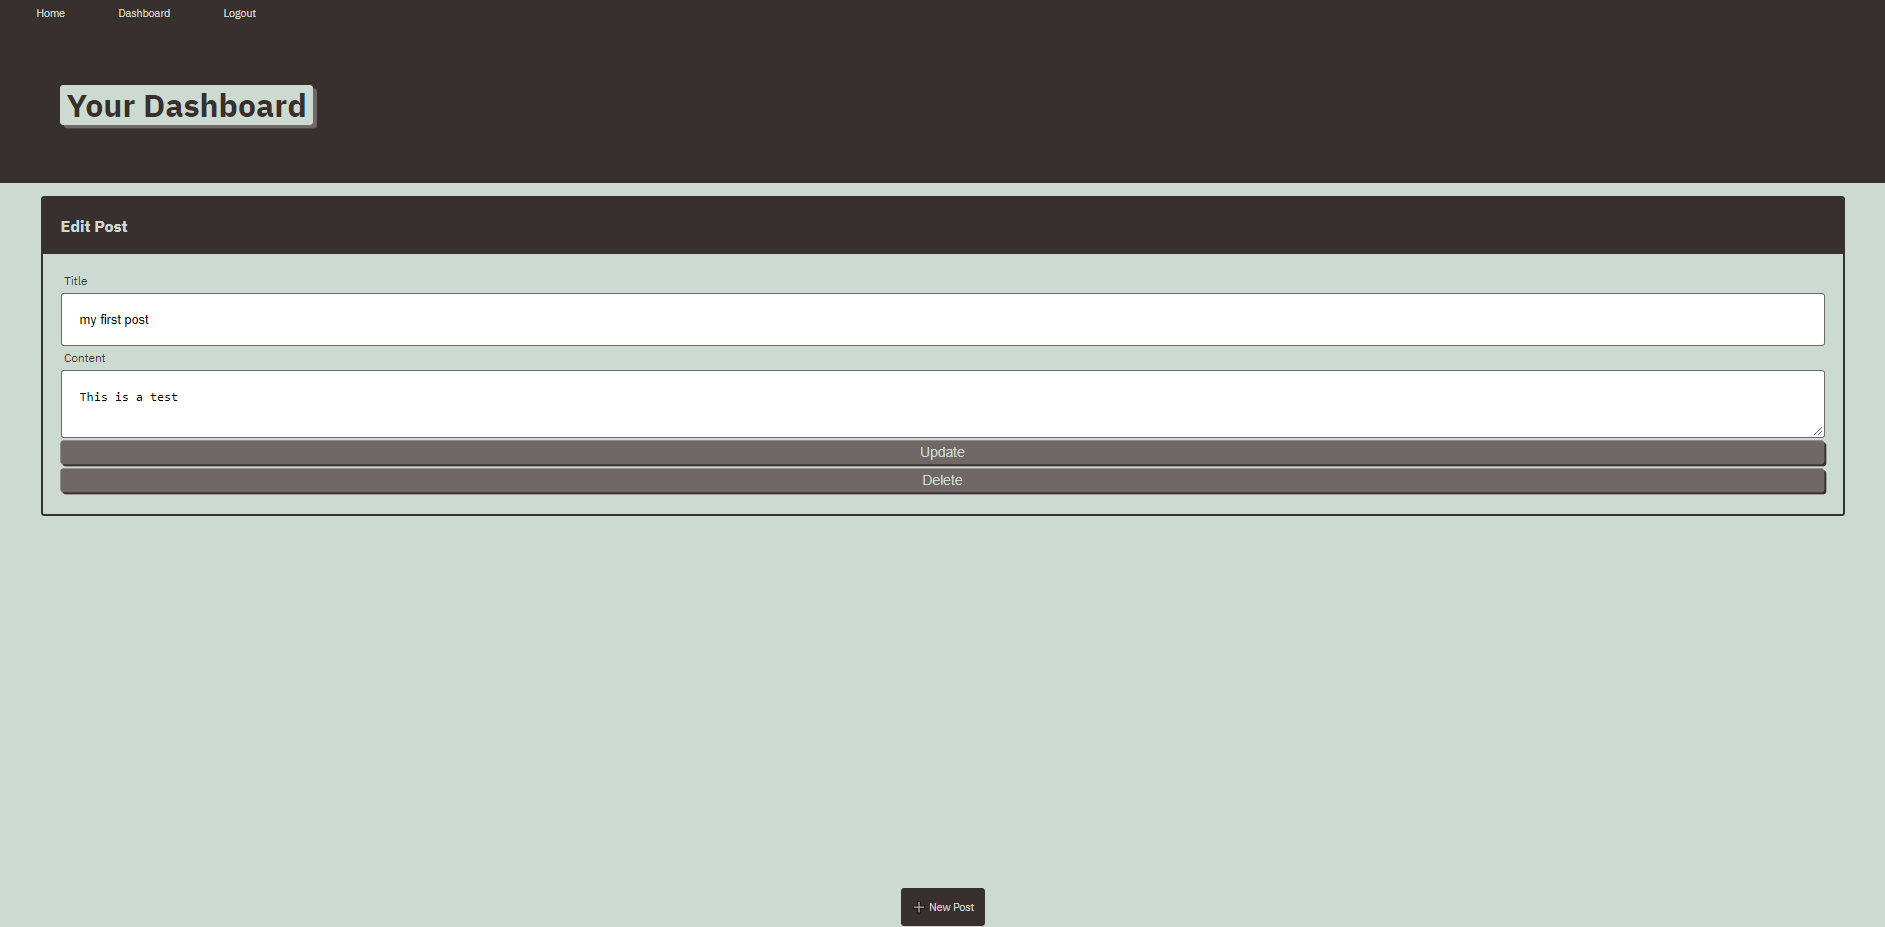 Home Dashboard Logout
Your Dashboard
Edit Post
Title
my first post
Content
This is a test
Update
Delete
+ New Post